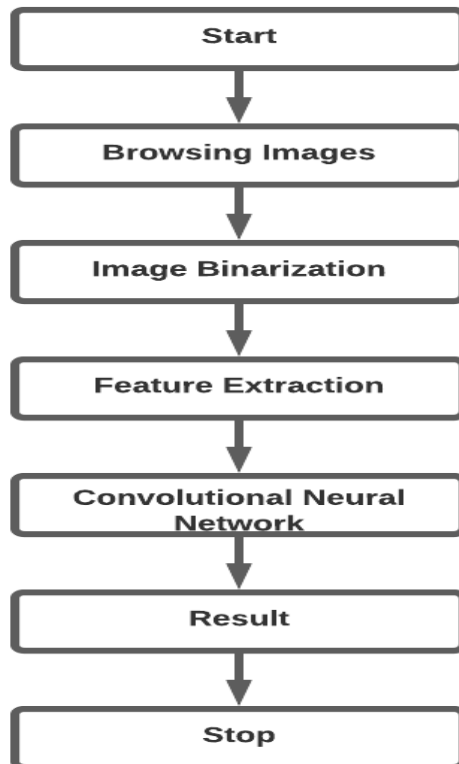 Start
Browsing Images
Image Binarization
Feature Extraction
Convolutional Neural
Network
Result
Stop